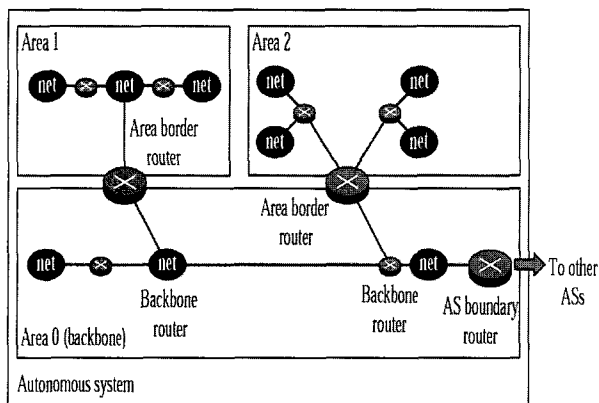 Area 1
Area 2
net
net
net
net
net
net
net
Area border
router
Area border
router
net
net
net
Backbone
router
Backbone
router
AS boundary
router
To other
ASs
Area 0 (backbone)
Autonomous system